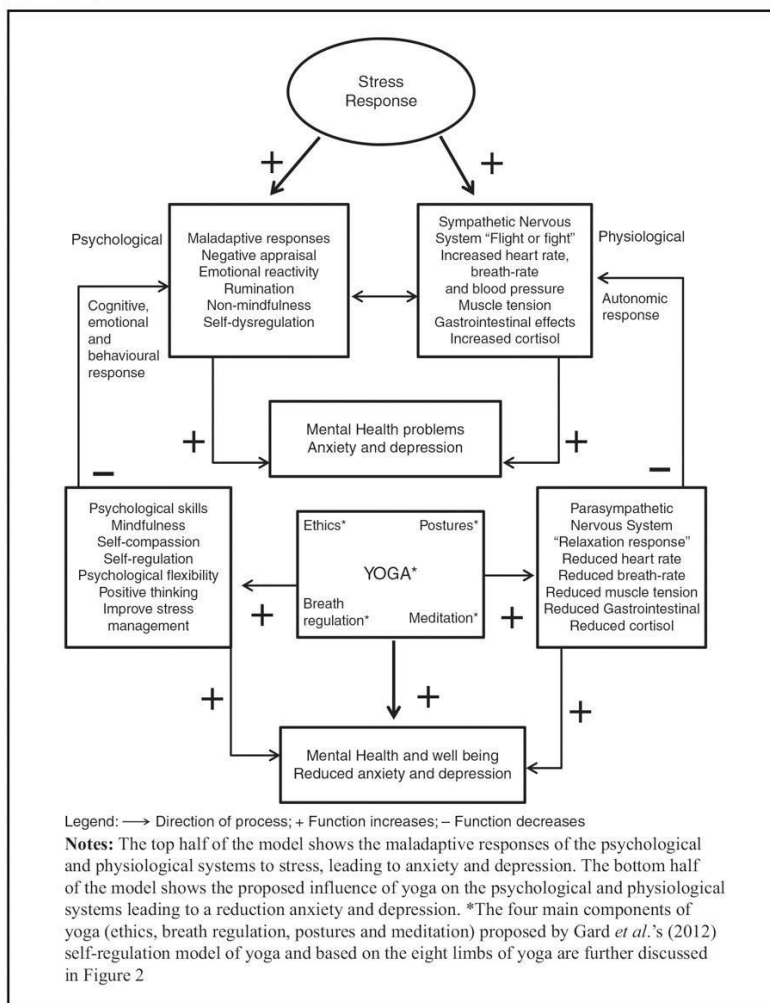 Stress
Response
+
+
Psychological
Maladaptive responses
Negative appraisal
Emotional reactivity
Rumination
Non-mindfulness
Self-dysregulation
Sympathetic Nervous
System “Flight or fight”
Increased heart rate,
breath-rate
and blood pressure
Muscle tension
Gastrointestinal effects
Increased cortisol
Physiological
Cognitive,
emotional
and
behavioural
response
Autonomic
response
+
Mental Health problems
Anxiety and depression
+
–
–
Psychological skills
Mindfulness
Self-compassion
Self-regulation
Psychological flexibility
Positive thinking
Improve stress
management
Ethics*
Postures*
YOGA*
Breath
regulation*
Meditation*
+
+
Parasympathetic
Nervous System
“Relaxation response”
Reduced heart rate
Reduced breath-rate
Reduced muscle tension
Reduced Gastrointestinal
Reduced cortisol
+
+
+
Mental Health and well being
Reduced anxiety and depression
Legend: → Direction of process; + Function increases; – Function decreases
Notes: The top half of the model shows the maladaptive responses of the psychological
and physiological systems to stress, leading to anxiety and depression. The bottom half
of the model shows the proposed influence of yoga on the psychological and physiological
systems leading to a reduction anxiety and depression. *The four main components of
yoga (ethics, breath regulation, postures and meditation) proposed by Gard et al.’s (2012)
self-regulation model of yoga and based on the eight limbs of yoga are further discussed
in Figure 2